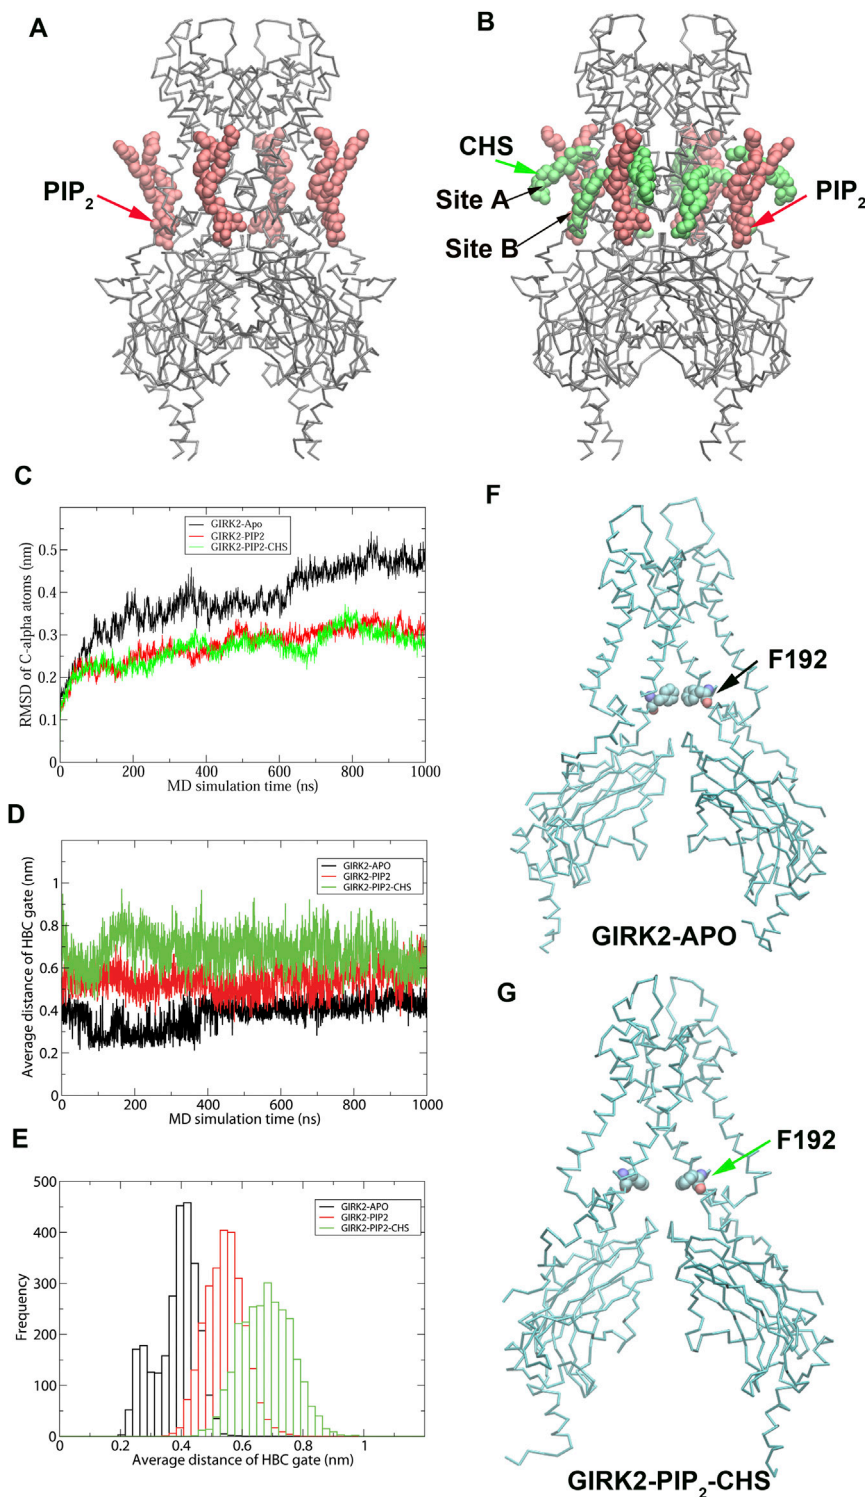 A
PIP2
B
CHS
Site A
Site B
PIP2
C
RMSD of C-alpha atoms (nm)
0.5
0.4
0.3
0.2
0.1
0
200
400
600
800
1000
MD simulation time (ns)
GIRK2-Apo
GIRK2-PIP2
GIRK2-PIP2-CHS
D
Average distance of HBC gate (nm)
1
0.8
0.6
0.4
0.2
0
0
200
400
600
800
1000
MD simulation time (ns)
GIRK2-APO
GIRK2-PIP2
GIRK2-PIP2-CHS
E
Frequency
500
400
300
200
100
0
0
0.2
0.4
0.6
0.8
1
Average distance of HBC gate (nm)
GIRK2-APO
GIRK2-PIP2
GIRK2-PIP2-CHS
F
F192
GIRK2-APO
G
F192
GIRK2-PIP2-CHS